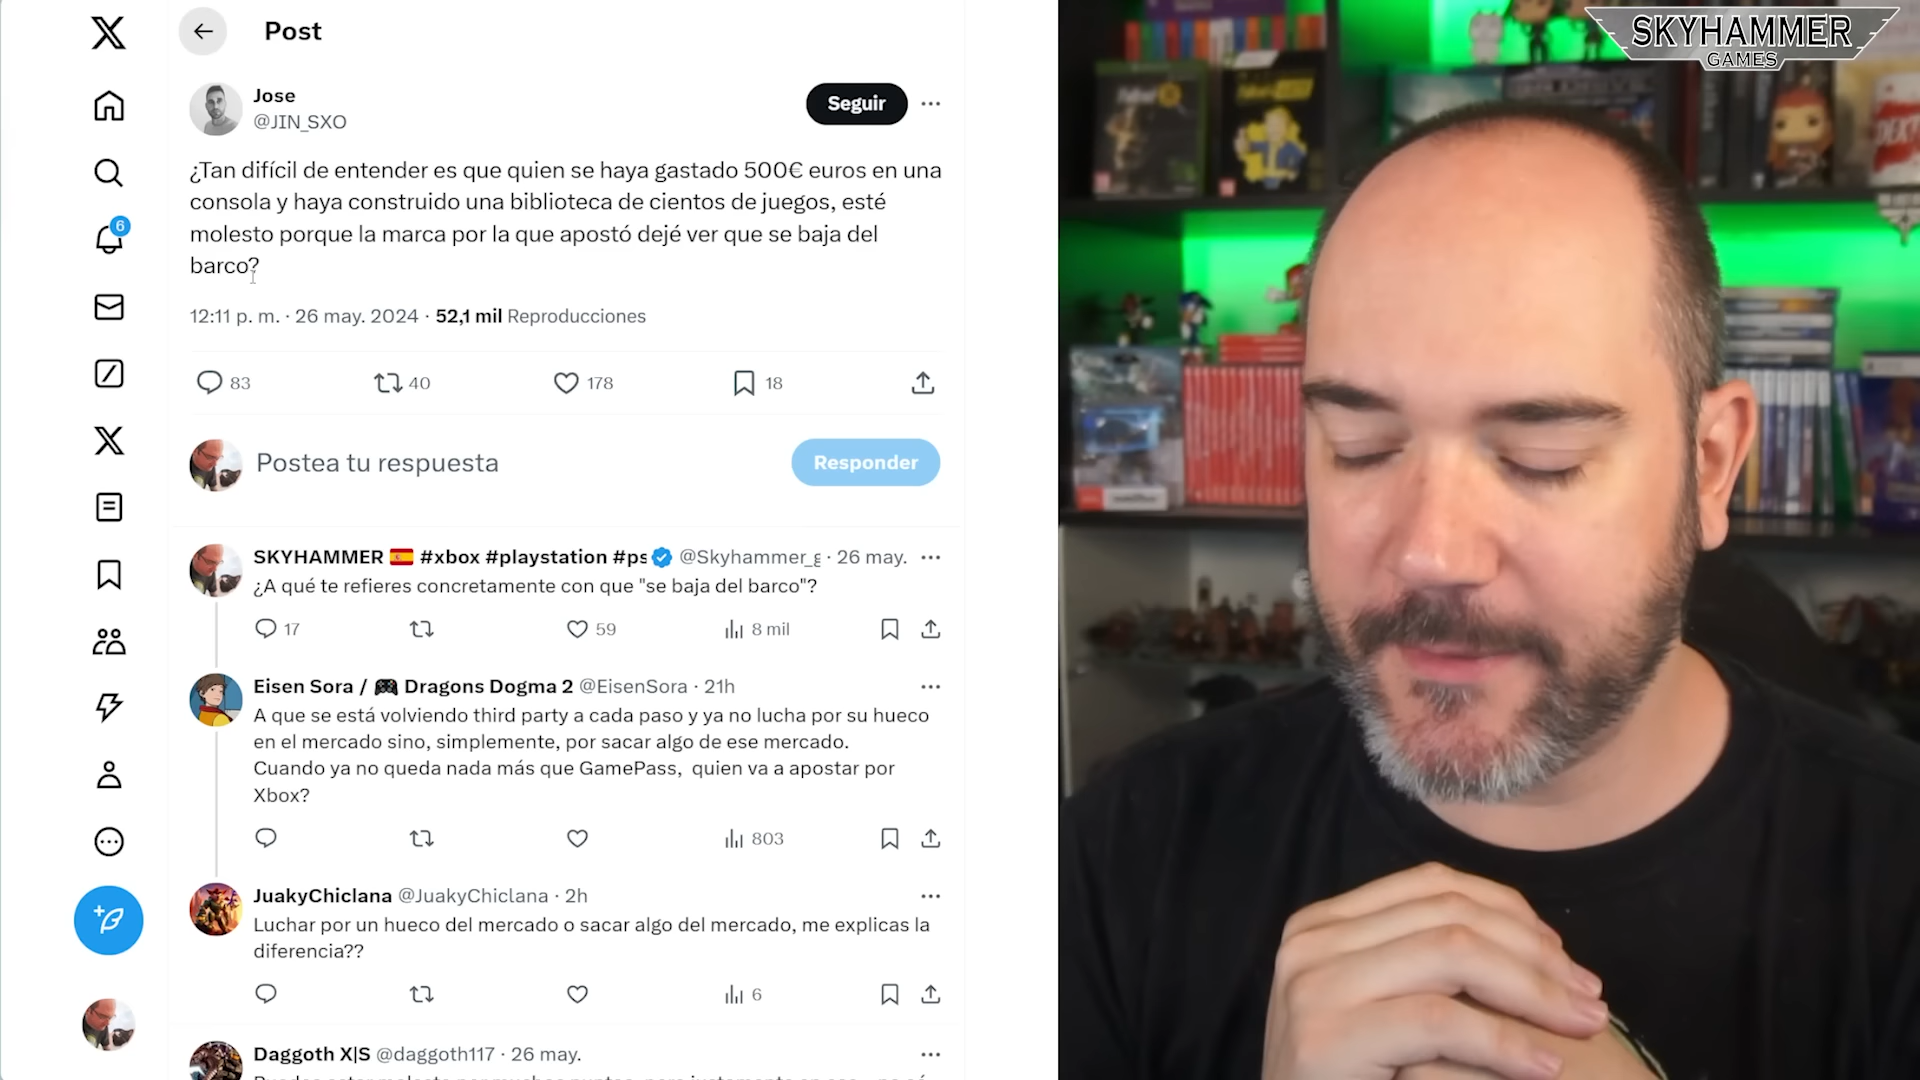 Post
SKYHAMMER
GAMES
Jose
@JIN_SXO
Seguir
¿Tan difícil de entender es que quien se haya gastado 500€ euros en una
consola y haya construido una biblioteca de cientos de juegos, esté
molesto porque la marca por la que apostó dejé ver que se baja del
barco?
6
12:11 p. m. · 26 may. 2024 · 52,1 mil Reproducciones
83 40 178 18
Postea tu respuesta
Responder
SKYHAMMER 🇪🇸 #xbox #playstation #ps @Skyhammer_g · 26 may.
¿A qué te refieres concretamente con que "se baja del barco"?
17 59 8 mil
Eisen Sora / 🎮 Dragons Dogma 2 @EisenSora · 21h
A que se está volviendo third party a cada paso y ya no lucha por su hueco
en el mercado sino, simplemente, por sacar algo de ese mercado.
Cuando ya no queda nada más que GamePass, quien va a apostar por
Xbox?
803
JuakyChiclana @JuakyChiclana · 2h
Luchar por un hueco del mercado o sacar algo del mercado, me explicas la
diferencia??
6
Daggoth X|S @daggoth117 · 26 may.